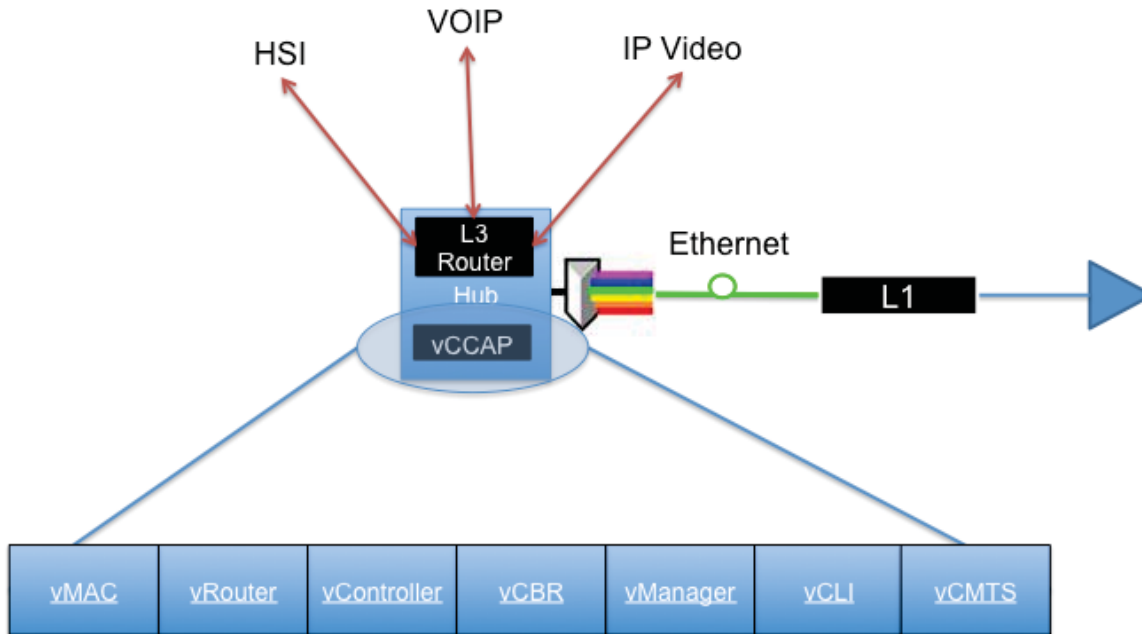 VOIP
HSI
IP Video
L3
Router
Hub
vCCAP
Ethernet
L1
vMAC
vRouter
vController
vCBR
vManager
vCLI
vCMTS